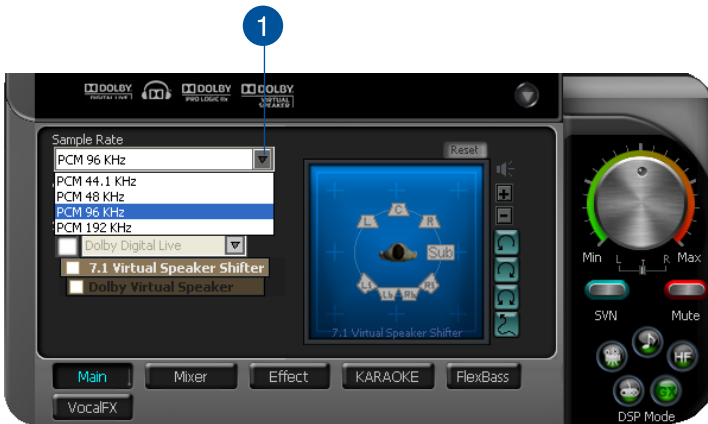 1
DOLBY
DIGITAL LIVE
DOLBY
PRO LOGIC IIx
DOLBY
VIRTUAL
SPEAKER
Sample Rate
PCM 96 KHz
PCM 44.1 KHz
PCM 48 KHz
PCM 96 KHz
PCM 192 KHz
Dolby Digital Live
7.1 Virtual Speaker Shifter
Dolby Virtual Speaker
Reset
L
C
R
Sub
Ls
Lb
Rb
Rs
7.1 Virtual Speaker Shifter
Min
L
R
Max
SVN
Mute
HF
GX
DSP Mode
Main
Mixer
Effect
KARAOKE
FlexBass
VocalFX